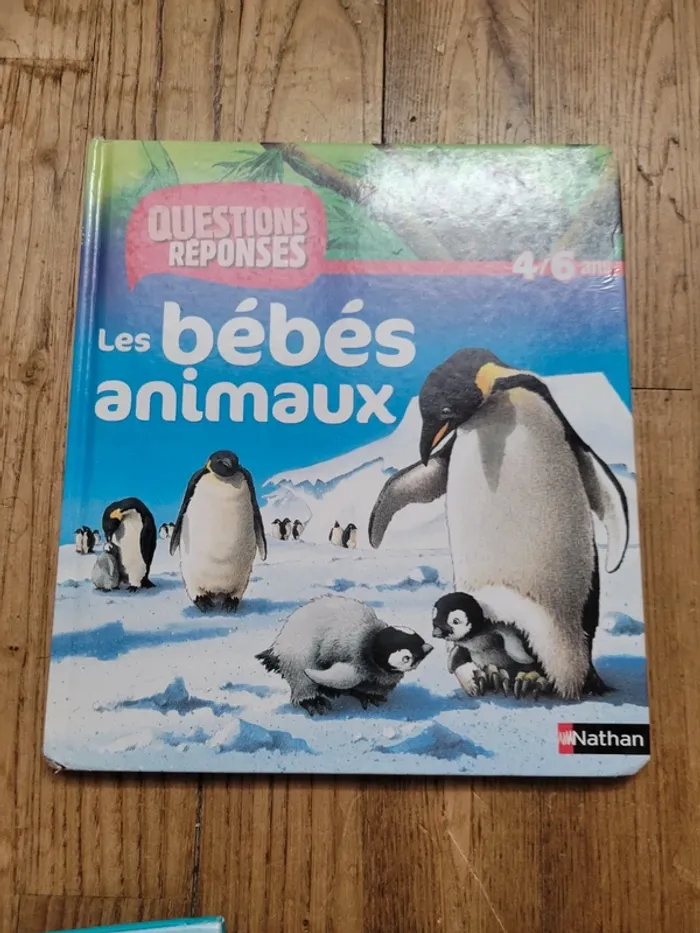 QUESTIONS
RÉPONSES
4/6 ans
Les bébés
animaux
Nathan